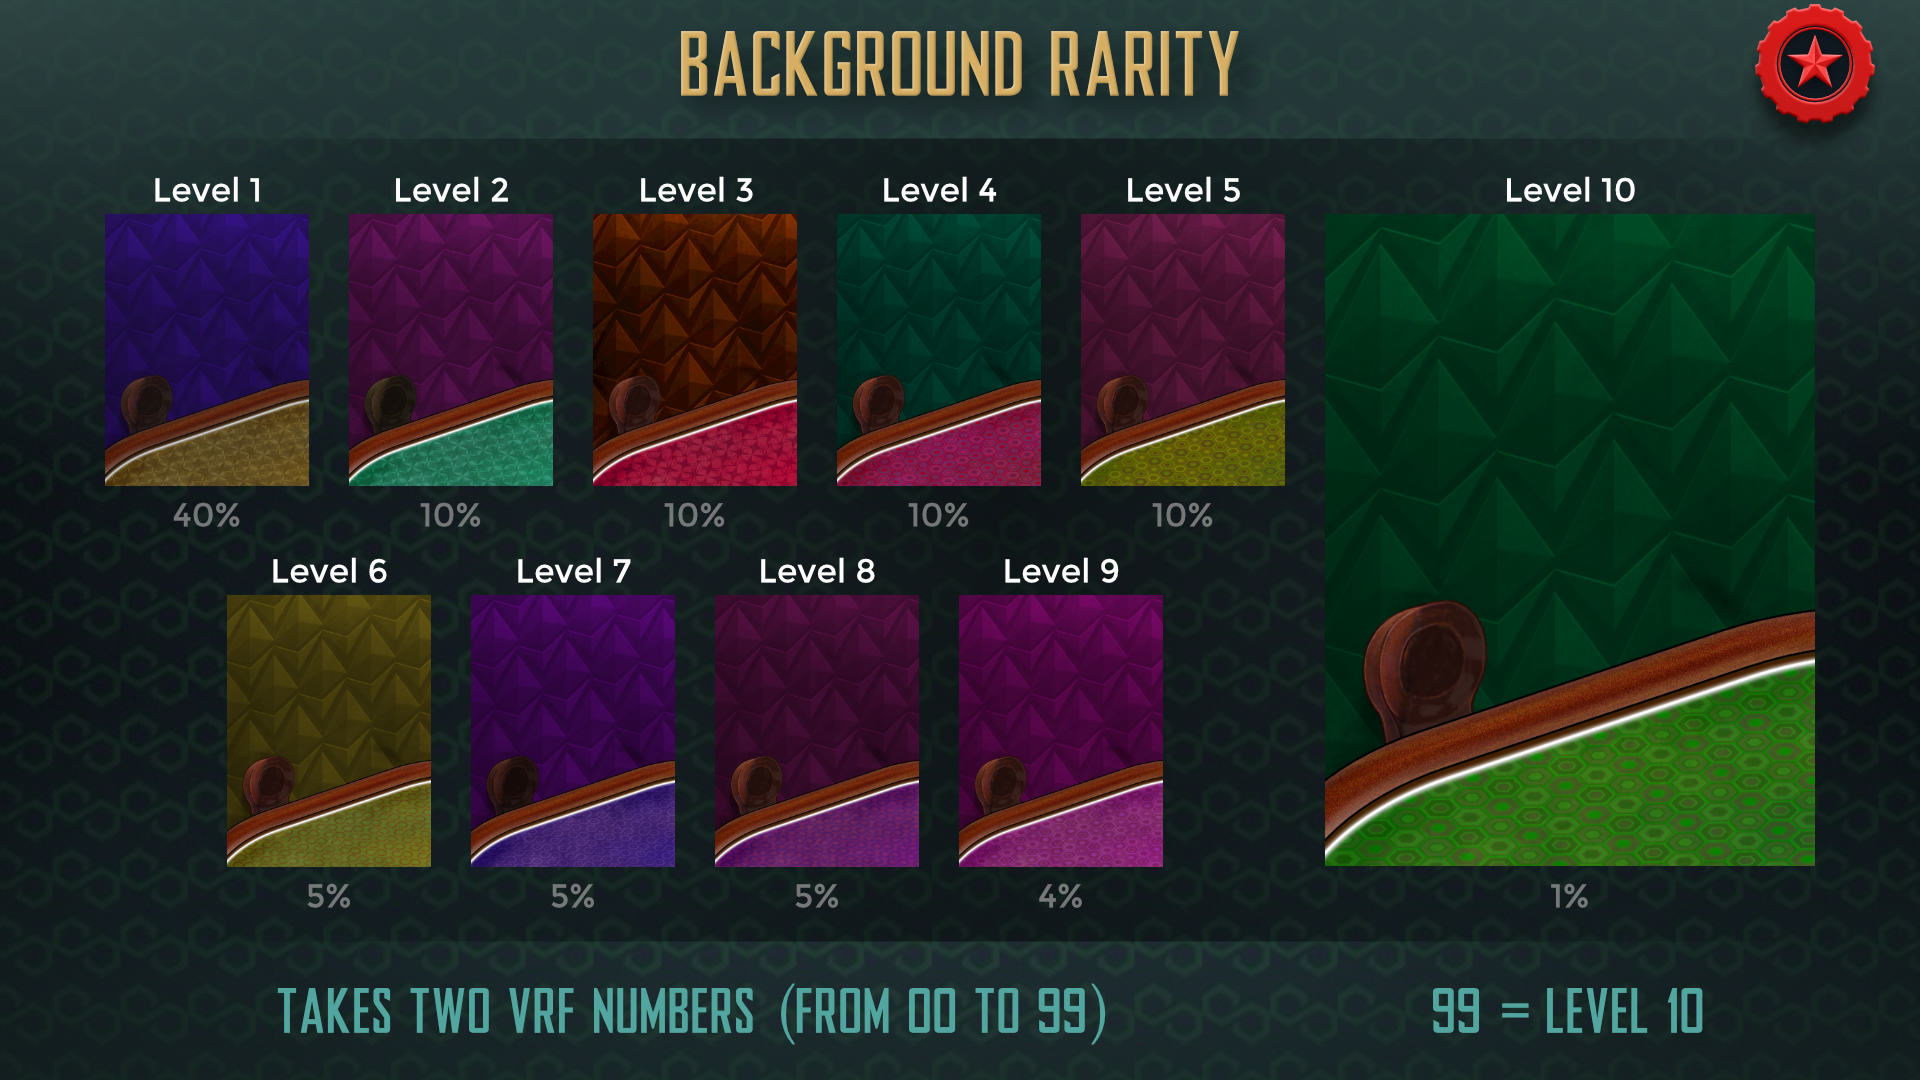 BACKGROUND RARITY
Level 1
Level 2
Level 3
Level 4
Level 5
Level 10
40%
10%
10%
10%
10%
Level 6
Level 7
Level 8
Level 9
5%
5%
5%
4%
1%
TAKES TWO VRF NUMBERS (FROM 00 TO 99)
99 = LEVEL 10